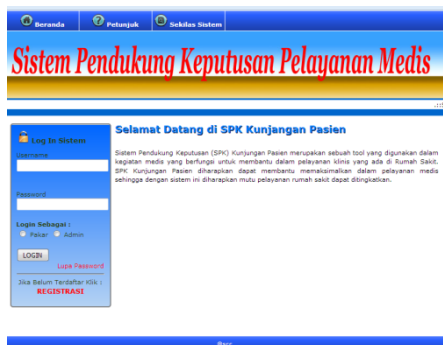 Beranda
Petunjuk
Sekilas Sistem
Sistem Pendukung Keputusan Pelayanan Medis
Log In Sistem
Username
Password
Login Sebagai :
Pakar
Admin
LOGIN
Lupa Password
Jika Belum Terdaftar Klik :
REGISTRASI
Selamat Datang di SPK Kunjangan Pasien
Sistem Pendukung Keputusan (SPK) Kunjangan Pasien merupakan sebuah tool yang digunakan dalam
kegiatan medis yang berfungsi untuk membantu dalam pelayanan klinis yang ada di Rumah Sakit.
SPK Kunjangan Pasien diharapkan dapat membantu memaksimalkan dalam pelayanan medis
sehingga dengan sistem ini diharapkan mutu pelayanan rumah sakit dapat ditingkatkan.